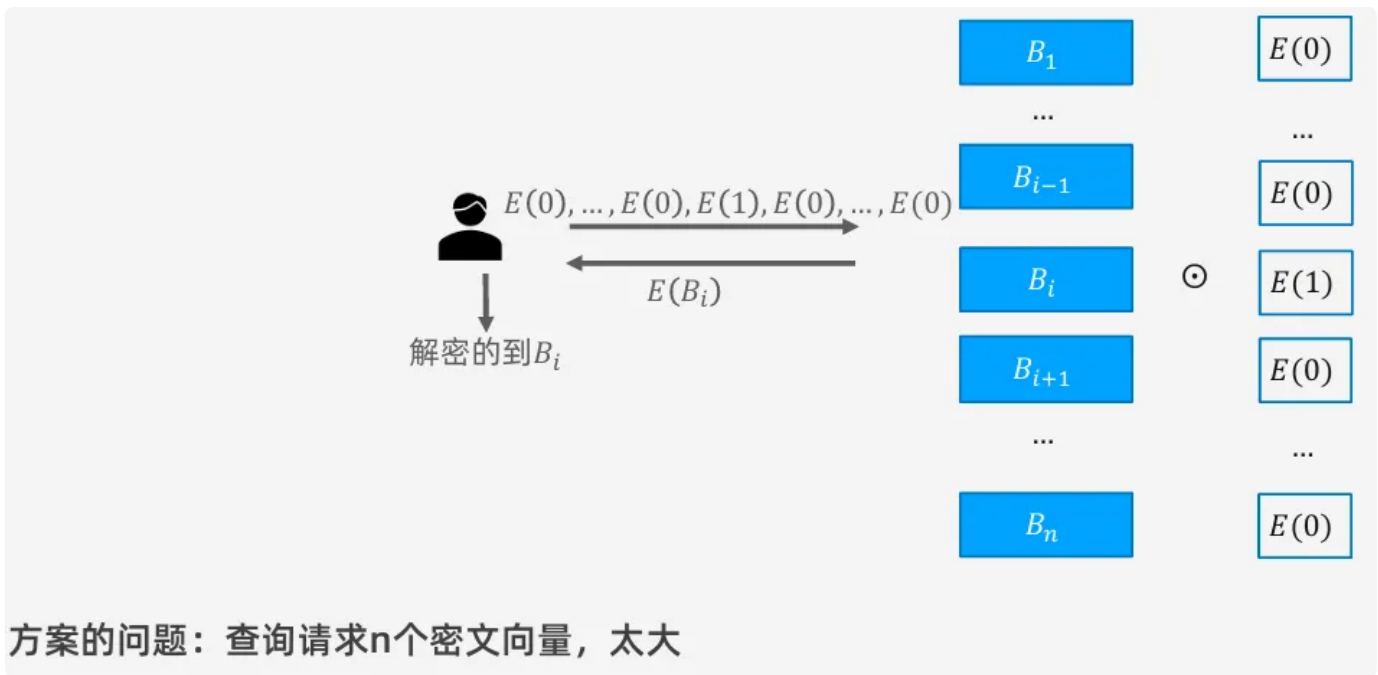 B₁
E(0)
...
...
Bᵢ₋₁
E(0)
E(0), ..., E(0), E(1), E(0), ..., E(0)
Bᵢ
⊙
E(1)
E(Bᵢ)
解密的到Bᵢ
Bᵢ₊₁
E(0)
...
...
Bₙ
E(0)
方案的问题：查询请求n个密文向量，太大